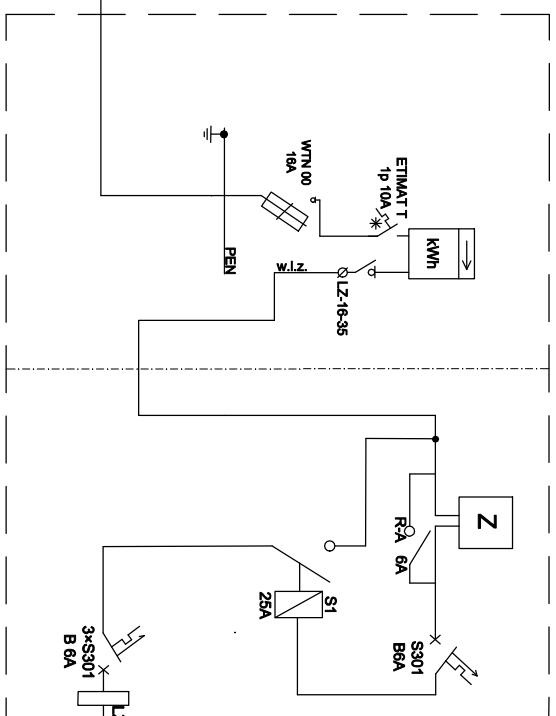 ETIMAT T
1p 10A
kWh
WTN 00
16A
PEN
w.l.z.
LZ-16-35
Z
R-A 6A
S1
25A
S301
B6A
3×S301
B 6A